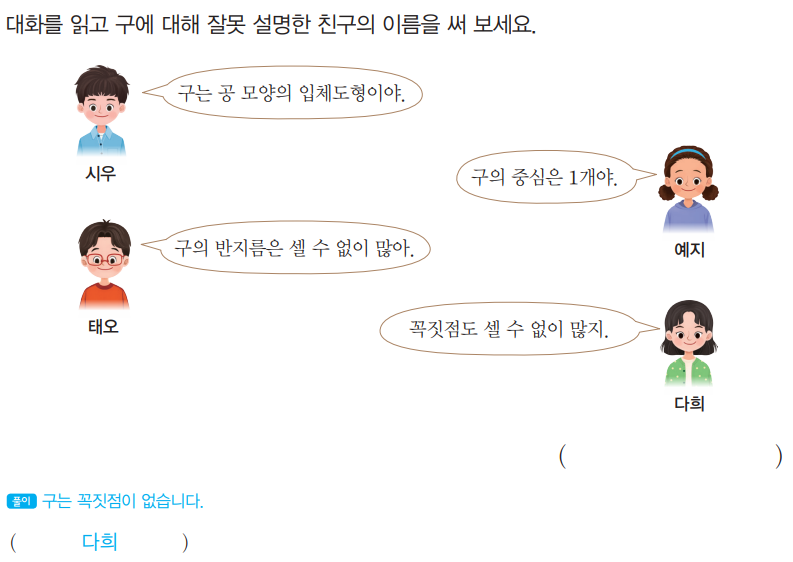 대화를 읽고 구에 대해 잘못 설명한 친구의 이름을 써 보세요.
구는 공 모양의 입체도형이야.
시우
구의 중심은 1개야.
예지
구의 반지름은 셀 수 없이 많아.
태오
꼭짓점도 셀 수 없이 많지.
다희
( )
풀이 구는 꼭짓점이 없습니다.
( 다희 )